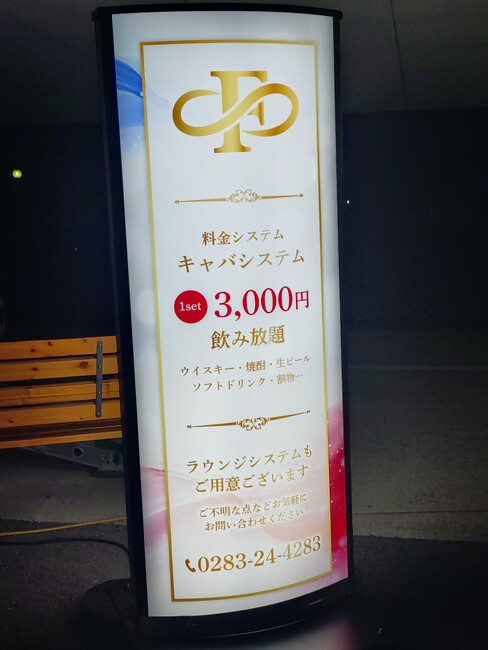 F
料金システム
キャバシステム
1set 3,000円
飲み放題
ウイスキー・焼酎・生ビール
ソフトドリンク・割物…
ラウンジシステムも
ご用意ございます
ご不明な点などお気軽に
お問い合わせください
0283-24-4283